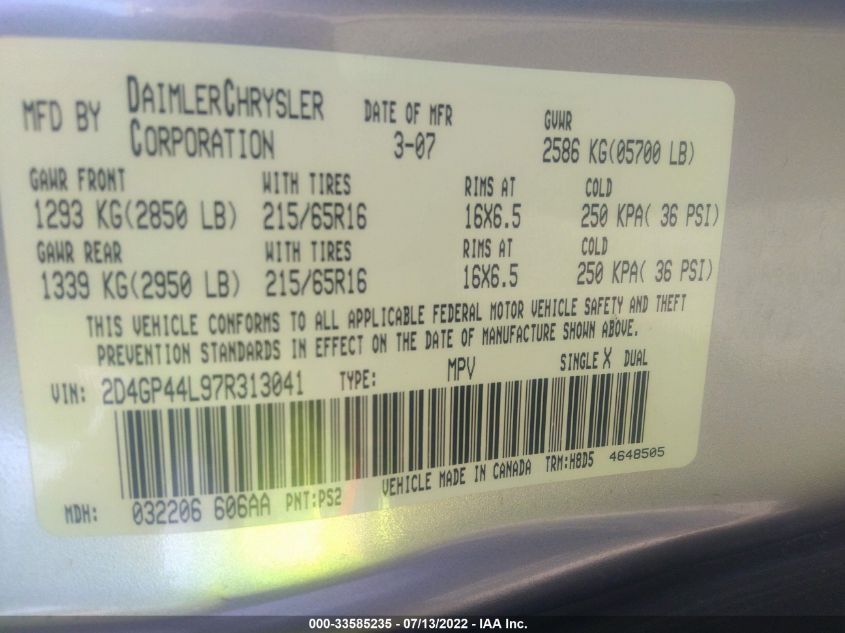 MFD BY DAIMLERCHRYSLER CORPORATION DATE OF MFR 3-07 GVWR 2586 KG(05700 LB)
GAWR FRONT WITH TIRES RIMS AT COLD
1293 KG(2850 LB) 215/65R16 16X6.5 250 KPA( 36 PSI)
GAWR REAR WITH TIRES RIMS AT COLD
1339 KG(2950 LB) 215/65R16 16X6.5 250 KPA( 36 PSI)
THIS VEHICLE CONFORMS TO ALL APPLICABLE FEDERAL MOTOR VEHICLE SAFETY AND THEFT
PREVENTION STANDARDS IN EFFECT ON THE DATE OF MANUFACTURE SHOWN ABOVE.
VIN: 2D4GP44L97R313041 TYPE: MPV SINGLE X DUAL
MDH: 032206 606AA PNT:PS2 VEHICLE MADE IN CANADA TRM:H8D5 4648505
000-33585235 - 07/13/2022 - IAA Inc.